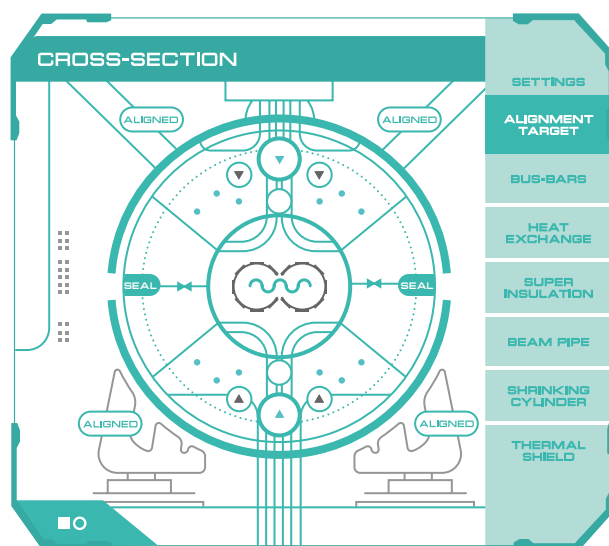 CROSS-SECTION
SETTINGS
ALIGNED
ALIGNED
ALIGNMENT
TARGET
BUS-BARS
HEAT
EXCHANGE
SEAL
SEAL
SUPER
INSULATION
BEAM PIPE
SHRINKING
CYLINDER
ALIGNED
ALIGNED
THERMAL
SHIELD